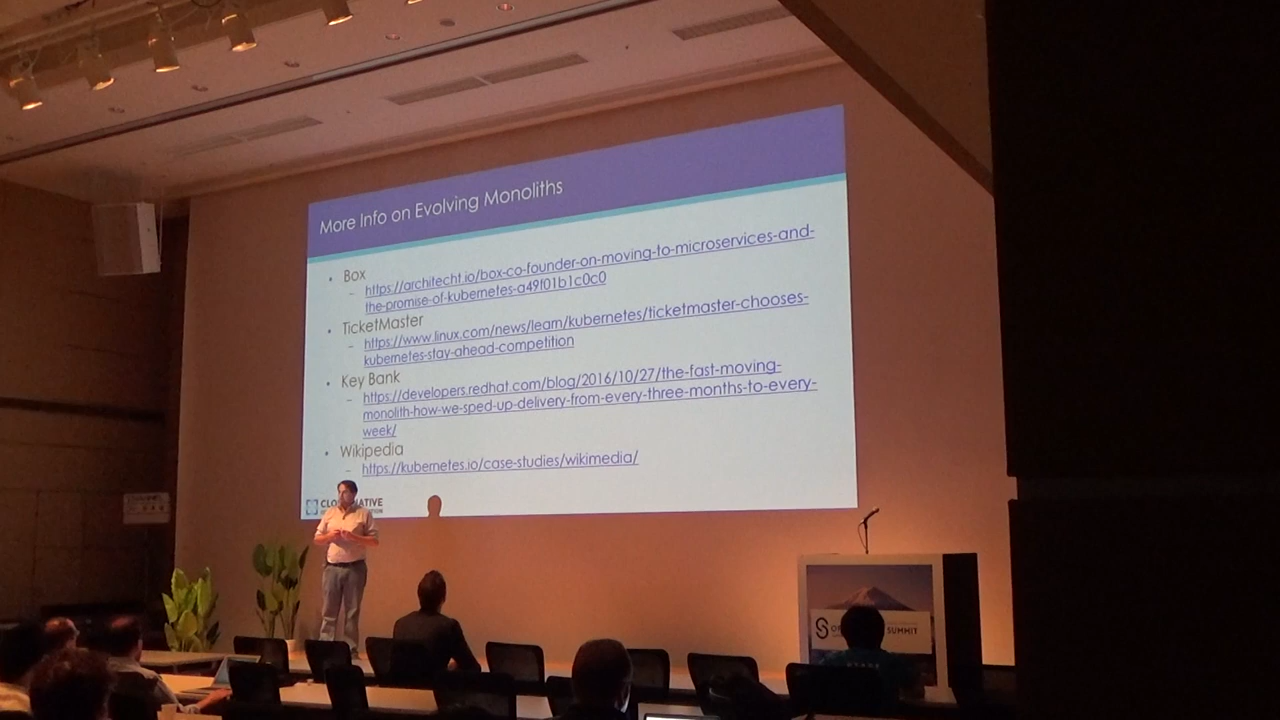 More Info on Evolving Monoliths
• Box
– https://architecht.io/box-co-founder-on-moving-to-microservices-and-
the-promise-of-kubernetes-a49f01b1c0c0
• TicketMaster
– https://www.linux.com/news/learn/kubernetes/ticketmaster-chooses-
kubernetes-stay-ahead-competition
• Key Bank
– https://developers.redhat.com/blog/2016/10/27/the-fast-moving-
monolith-how-we-sped-up-delivery-from-every-three-months-to-every-
week/
• Wikipedia
– https://kubernetes.io/case-studies/wikimedia/
SUMMIT